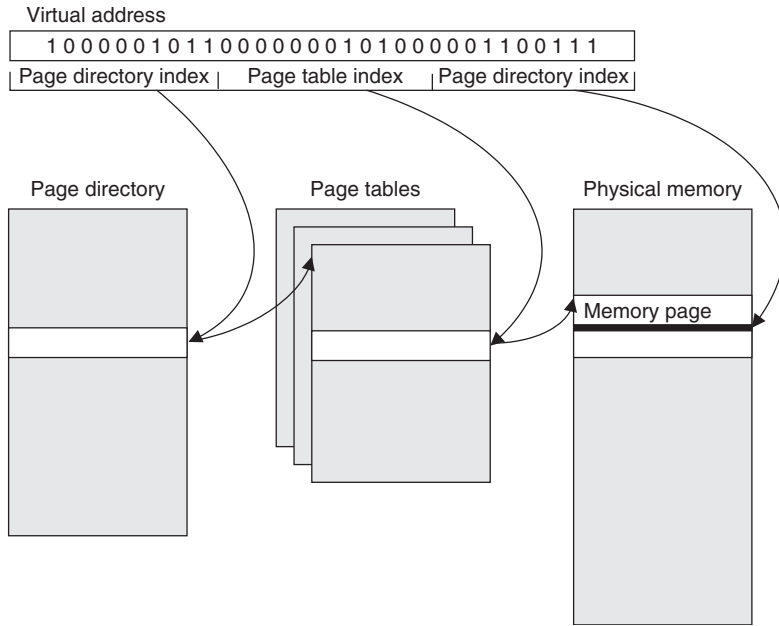 Virtual address
1 0 0 0 0 0 1 0 1 1 0 0 0 0 0 0 0 1 0 1 0 0 0 0 0 1 1 0 0 1 1 1
Page directory index Page table index Page directory index
Page directory Page tables Physical memory
Memory page